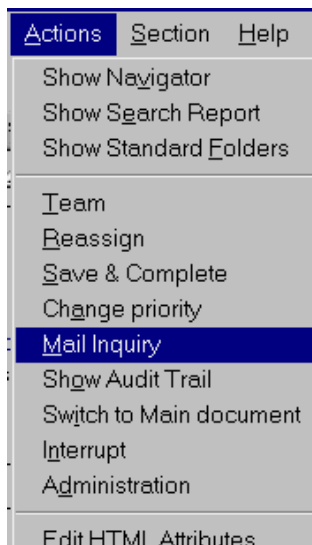 Actions Section Help
Show Navigator
Show Search Report
Show Standard Folders
Team
Reassign
Save & Complete
Change priority
Mail Inquiry
Show Audit Trail
Switch to Main document
Interrupt
Administration
Edit HTML Attributes